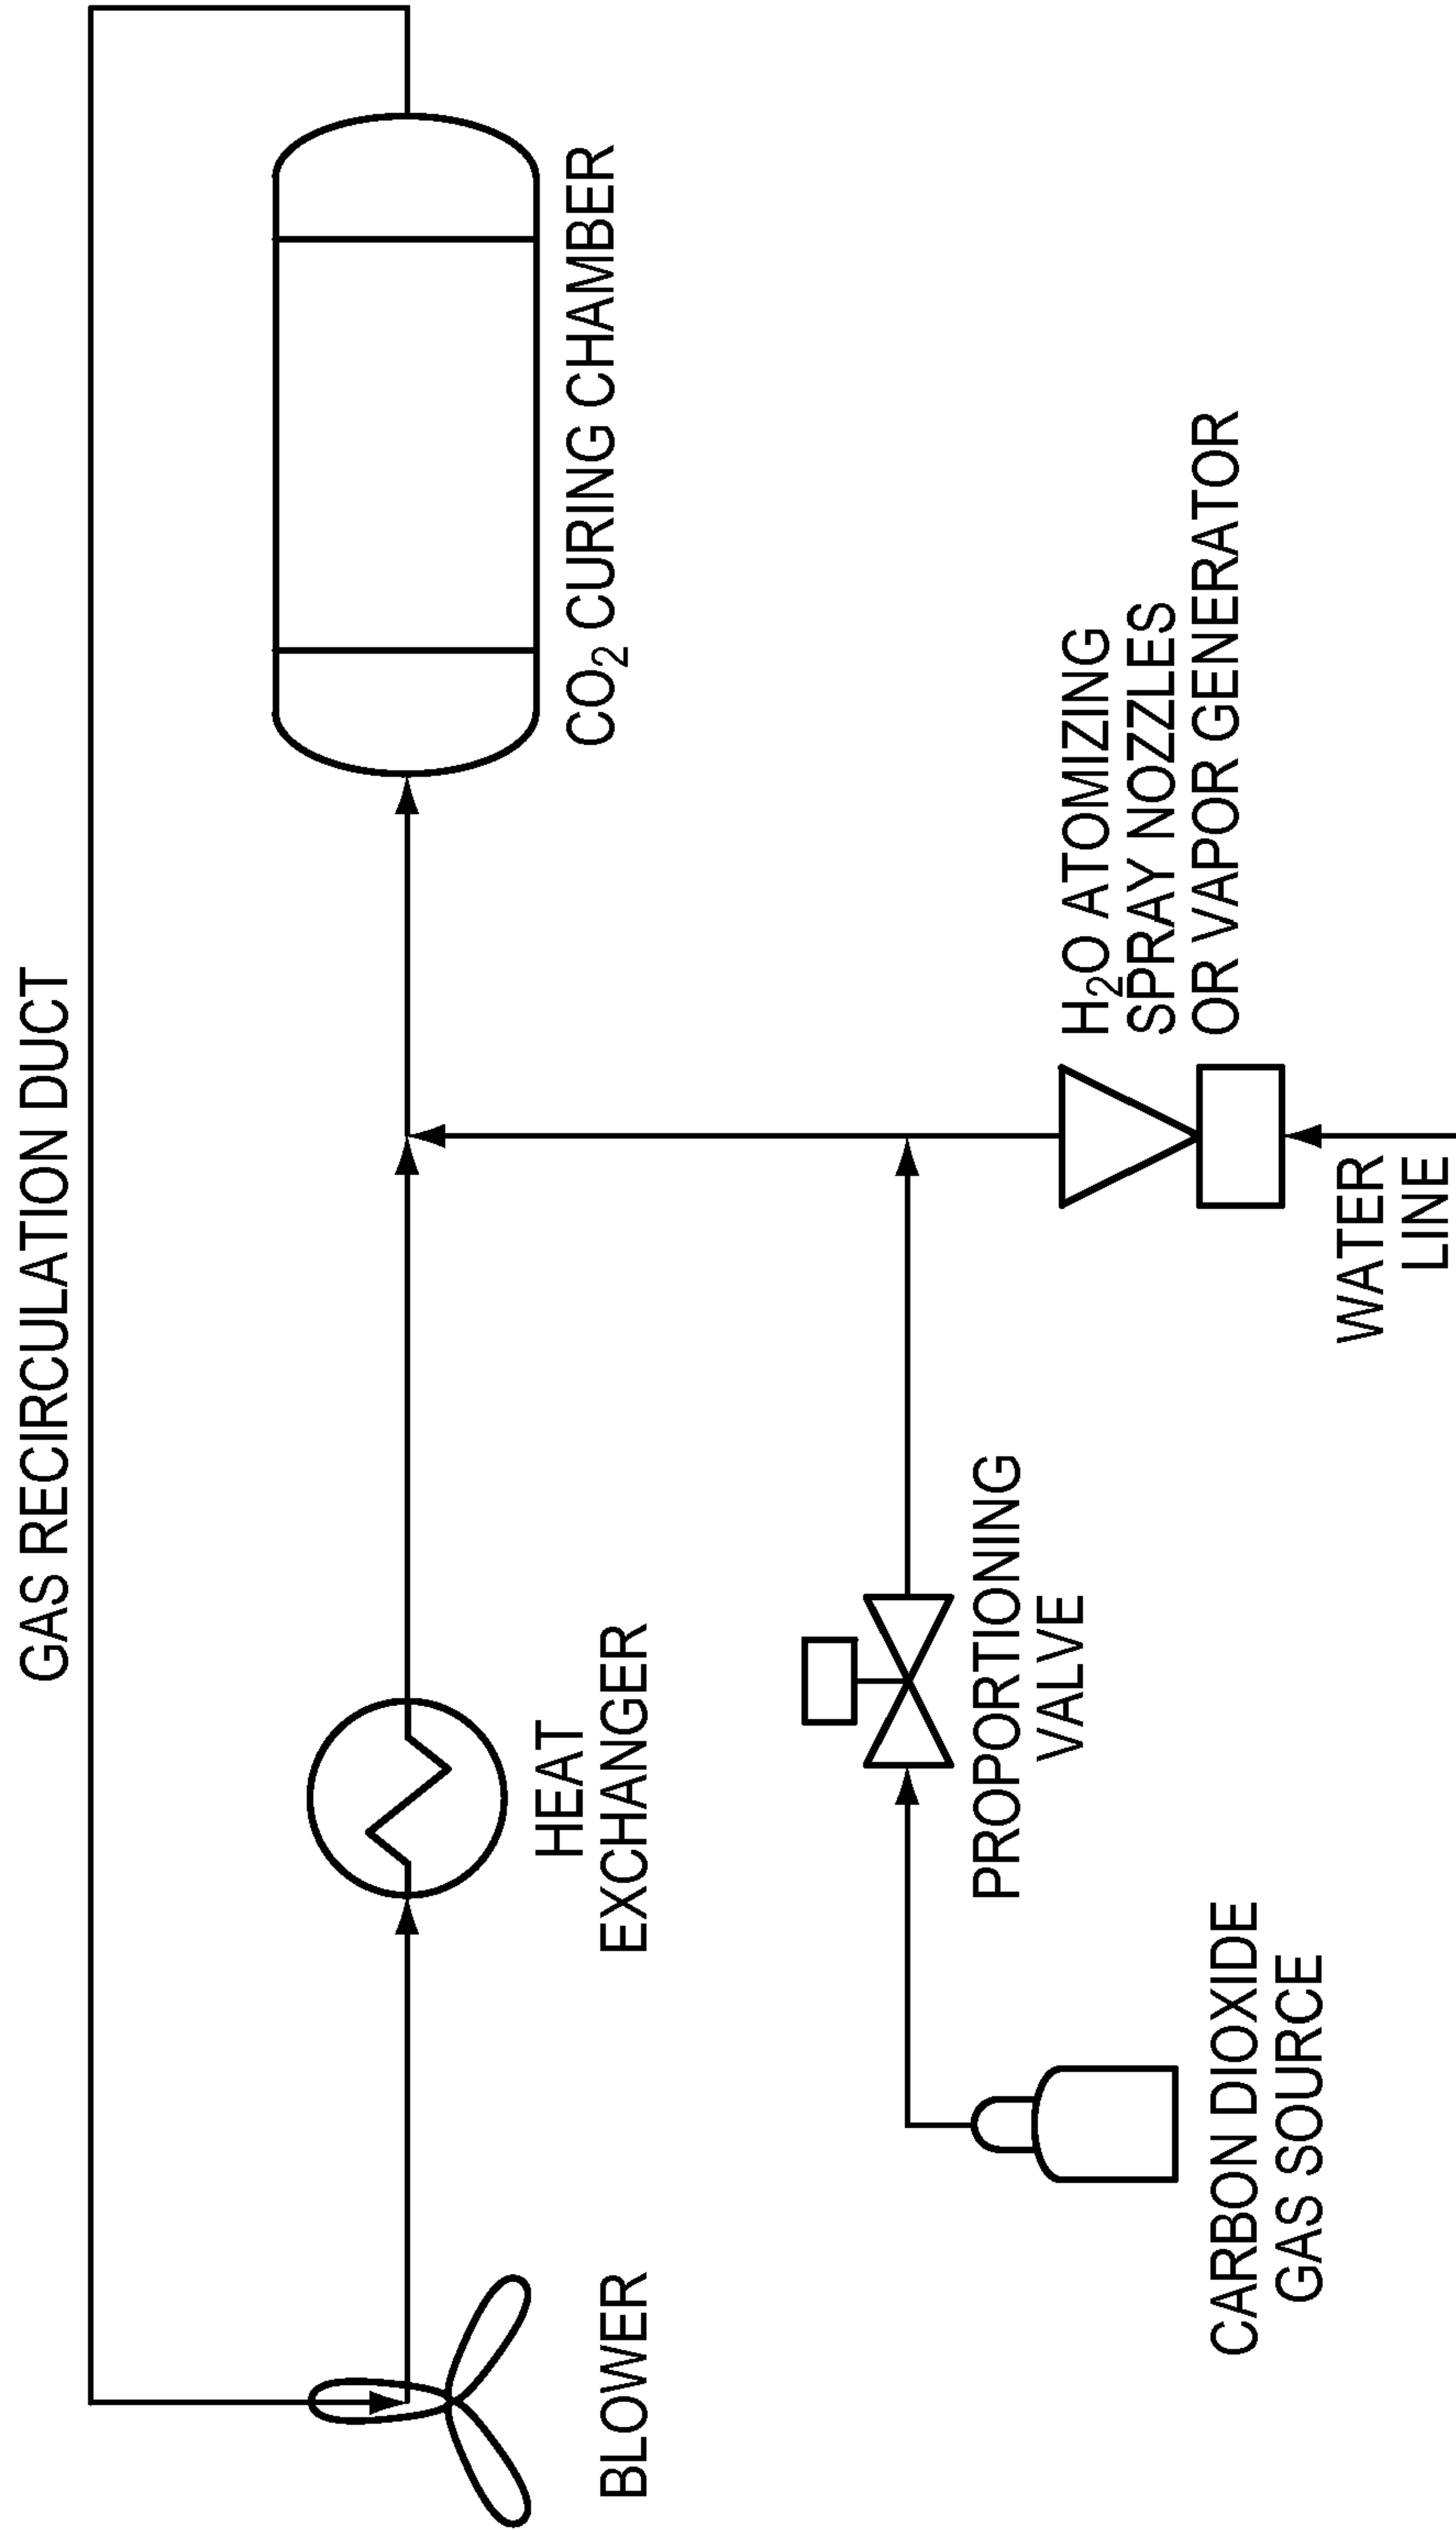 GAS RECIRCULATION DUCT
BLOWER
HEAT
EXCHANGER
CO₂ CURING CHAMBER
PROPORTIONING
VALVE
CARBON DIOXIDE
GAS SOURCE
H₂O ATOMIZING
SPRAY NOZZLES
OR VAPOR GENERATOR
WATER
LINE